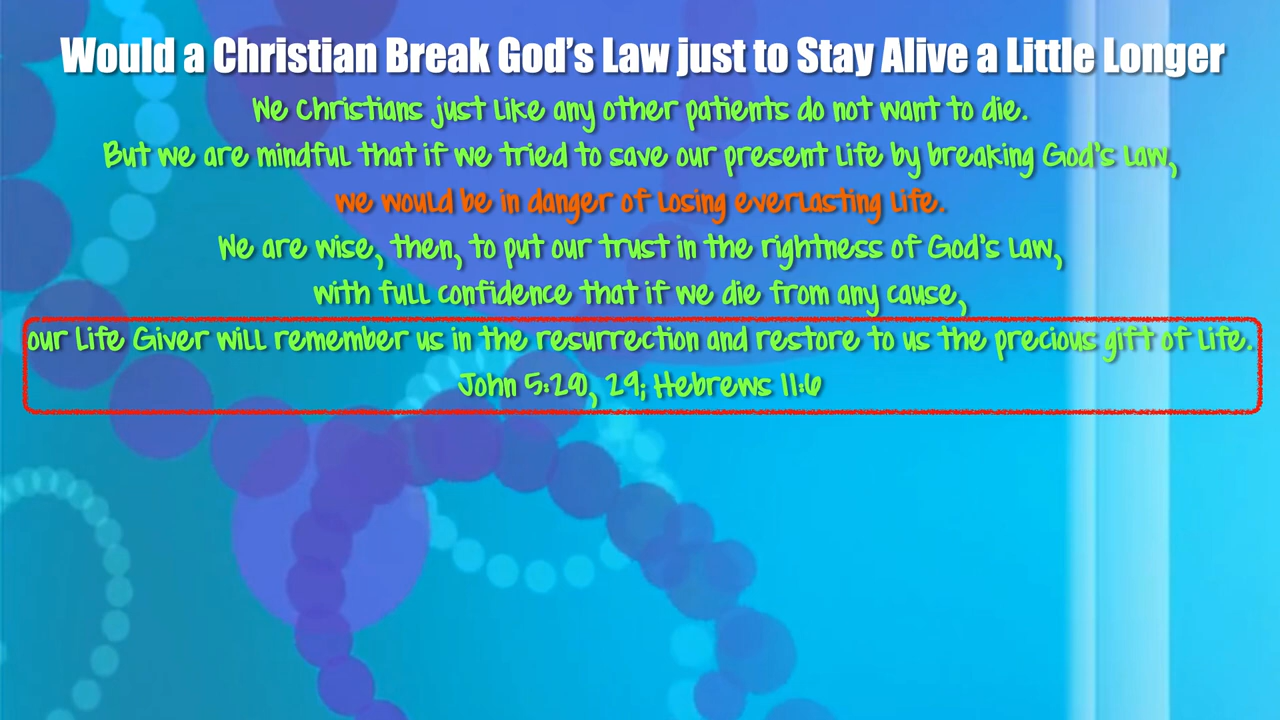 Would a Christian Break God's Law just to Stay Alive a Little Longer
We Christians just like any other patients do not want to die.
But we are mindful that if we tried to save our present life by breaking God's law,
we would be in danger of losing everlasting life.
We are wise, then, to put our trust in the rightness of God's law,
with full confidence that if we die from any cause,
our Life Giver will remember us in the resurrection and restore to us the precious gift of life.
John 5:28, 29; Hebrews 11:6